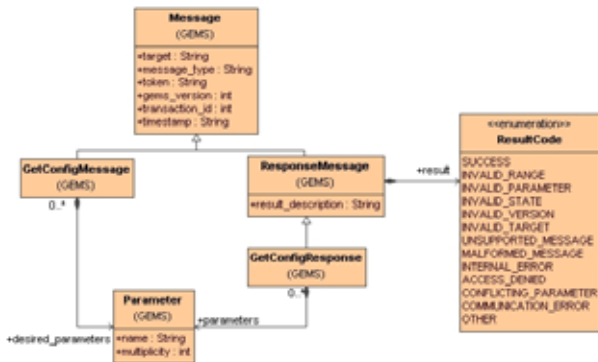 Message
(GEMS)
+target : String
+message_type : String
+token : String
+gems_version : int
+transaction_id : int
+timestamp : String
GetConfigMessage
(GEMS)
0..*
ResponseMessage
(GEMS)
+result_description : String
+result
<<enumeration>>
ResultCode
SUCCESS
INVALID_RANGE
INVALID_PARAMETER
INVALID_STATE
INVALID_VERSION
INVALID_TARGET
UNSUPPORTED_MESSAGE
MALFORMED_MESSAGE
INTERNAL_ERROR
ACCESS_DENIED
CONFLICTING_PARAMETER
COMMUNICATION_ERROR
OTHER
GetConfigResponse
(GEMS)
0..*
Parameter
(GEMS)
+name : String
+multiplicity : int
+desired_parameters
+parameters